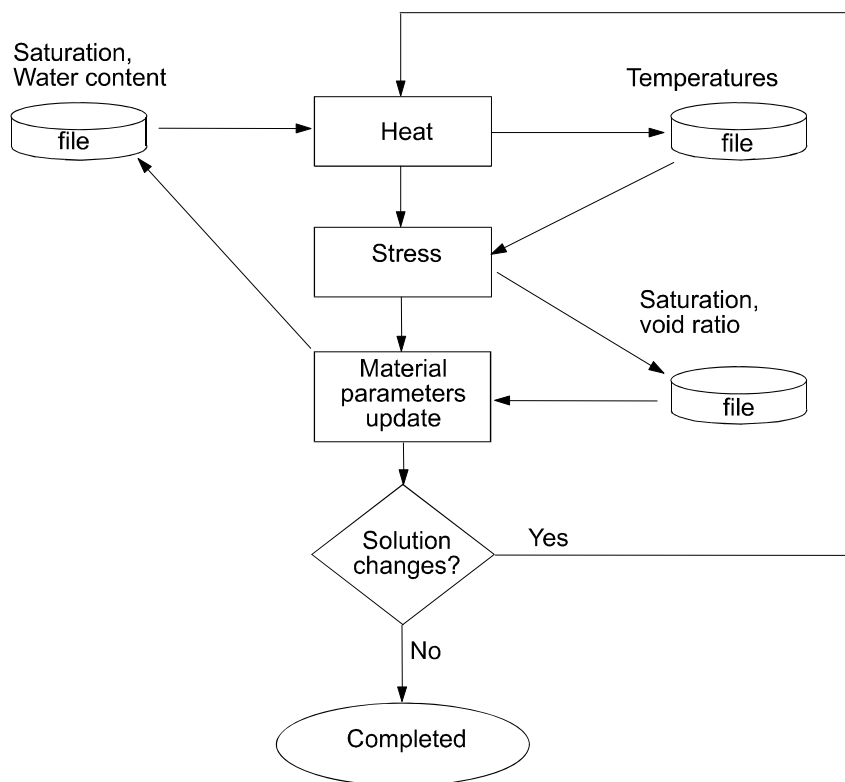 Saturation,
Water content
file
Heat
Temperatures
file
Stress
Saturation,
void ratio
file
Material
parameters
update
Solution
changes?
Yes
No
Completed